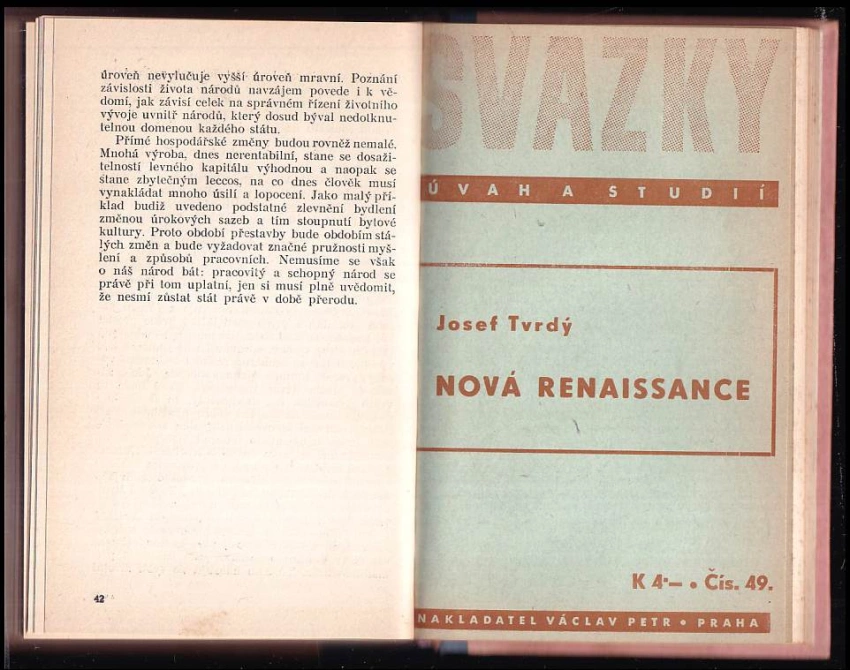 úroveň nevylučuje vyšší úroveň mravní. Poznání
závislosti života národů navzájem povede i k vě-
domí, jak závisí celek na správném řízení životního
vývoje uvnitř národů, který dosud býval nedolknu-
telnou domenou každého státu.
Přímé hospodářské změny budou rovněž nemalé.
Mnohá výroba, dnes nerentabilní, stane se dosaži-
telností levného kapitálu výhodnou a naopak se
stane zbytečným leccos, na co dnes člověk musí
vynakládat mnoho úsilí a lopocení. Jako malý pří-
klad budiž uvedeno podstatné zlevnění bydlení
změnou úrokových sazeb a tím stoupnutí bytové
kultury. Proto období přestavby bude obdobím stá-
lých změn a bude vyžadovat značné pružnosti myš-
lení a způsobů pracovních. Nemusíme se však
o náš národ bát: pracovitý a schopný národ se
právě při tom uplatní, jen si musí plně uvědomit,
že nesmí zůstat stát právě v době přerodu.
42
SVAZKY
ÚVAH A STUDIÍ
Josef Tvrdý
NOVÁ RENAISSANCE
K 4·— • Čís. 49.
NAKLADATEL VÁCLAV PETR • PRAHA